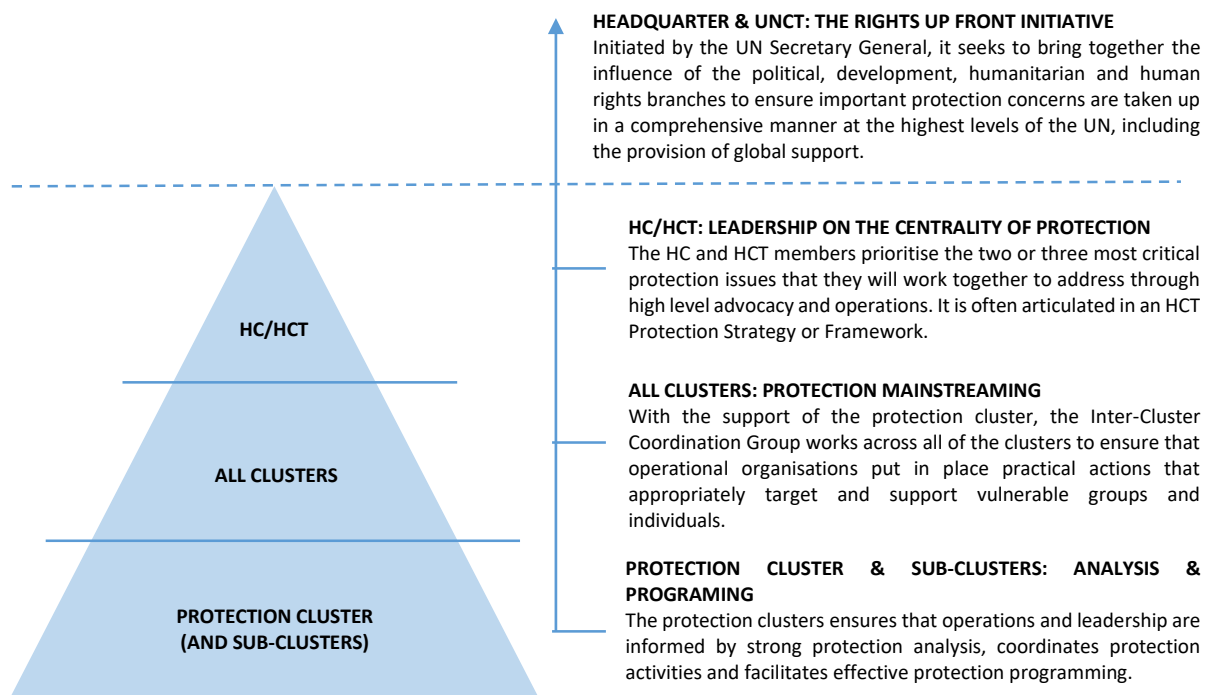 HEADQUARTER & UNCT: THE RIGHTS UP FRONT INITIATIVE
Initiated by the UN Secretary General, it seeks to bring together the
influence of the political, development, humanitarian and human
rights branches to ensure important protection concerns are taken up
in a comprehensive manner at the highest levels of the UN, including
the provision of global support.
HC/HCT: LEADERSHIP ON THE CENTRALITY OF PROTECTION
The HC and HCT members prioritise the two or three most critical
protection issues that they will work together to address through
high level advocacy and operations. It is often articulated in an HCT
Protection Strategy or Framework.
HC/HCT
ALL CLUSTERS: PROTECTION MAINSTREAMING
With the support of the protection cluster, the Inter-Cluster
Coordination Group works across all of the clusters to ensure that
operational organisations put in place practical actions that
appropriately target and support vulnerable groups and
individuals.
ALL CLUSTERS
PROTECTION CLUSTER & SUB-CLUSTERS: ANALYSIS &
PROGRAMING
The protection clusters ensures that operations and leadership are
informed by strong protection analysis, coordinates protection
activities and facilitates effective protection programming.
PROTECTION CLUSTER
(AND SUB-CLUSTERS)